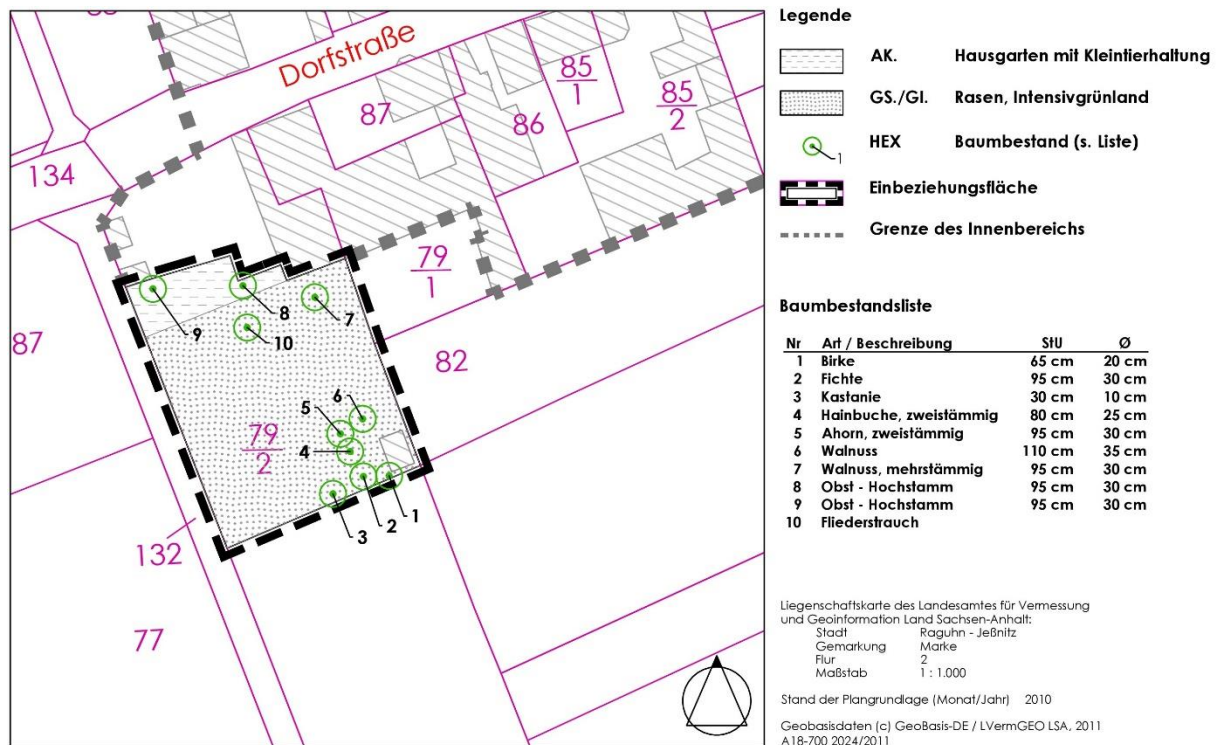 Dorfstraße
134
87
85
1
85
2
86
79
1
82
87
79
2
132
77
9
8
7
10
6
5
4
1
2
3
Legende
AK. Hausgarten mit Kleintierhaltung
GS./GI. Rasen, Intensivgrünland
1 HEX Baumbestand (s. Liste)
Einbeziehungsfläche
Grenze des Innenbereichs
Baumbestandsliste
Nr Art / Beschreibung StU Ø
1 Birke 65 cm 20 cm
2 Fichte 95 cm 30 cm
3 Kastanie 30 cm 10 cm
4 Hainbuche, zweistämmig 80 cm 25 cm
5 Ahorn, zweistämmig 95 cm 30 cm
6 Walnuss 110 cm 35 cm
7 Walnuss, mehrstämmig 95 cm 30 cm
8 Obst - Hochstamm 95 cm 30 cm
9 Obst - Hochstamm 95 cm 30 cm
10 Fliederstrauch
Liegenschaftskarte des Landesamtes für Vermessung
und Geoinformation Land Sachsen-Anhalt:
Stadt Raguhn - Jeßnitz
Gemarkung Marke
Flur 2
Maßstab 1 : 1.000
Stand der Plangrundlage (Monat/Jahr) 2010
Geobasisdaten (c) GeoBasis-DE / LVermGEO LSA, 2011
A18-700 2024/2011